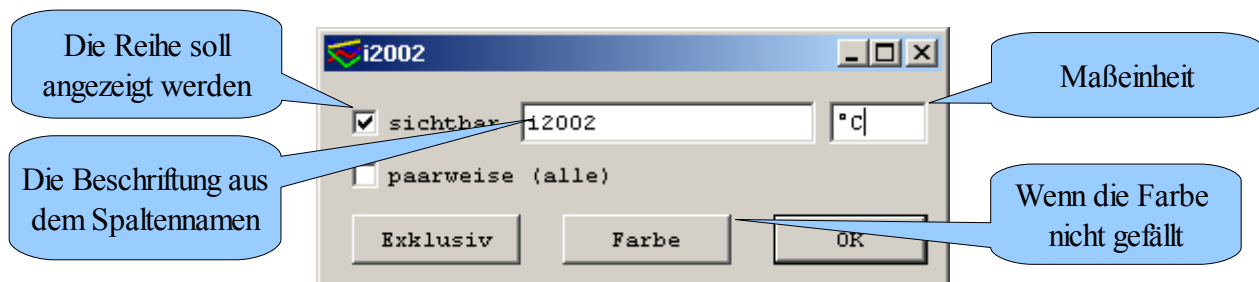 Die Reihe soll
angezeigt werden
i2002
Maßeinheit
sichtbar
i2002
°C
Die Beschriftung aus
dem Spaltennamen
paarweise (alle)
Wenn die Farbe
nicht gefällt
Exklusiv
Farbe
OK